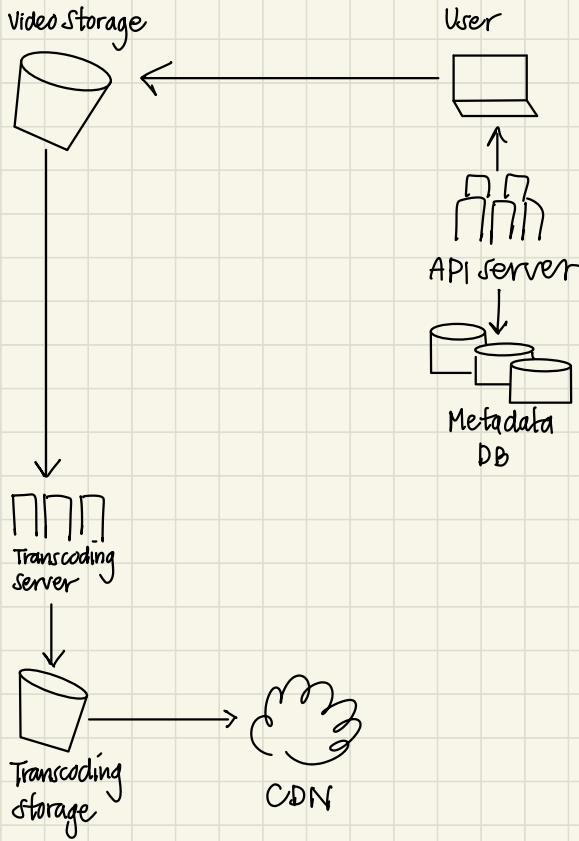 Video Storage
User
API server
Metadata
DB
Transcoding
server
Transcoding
storage
CDN